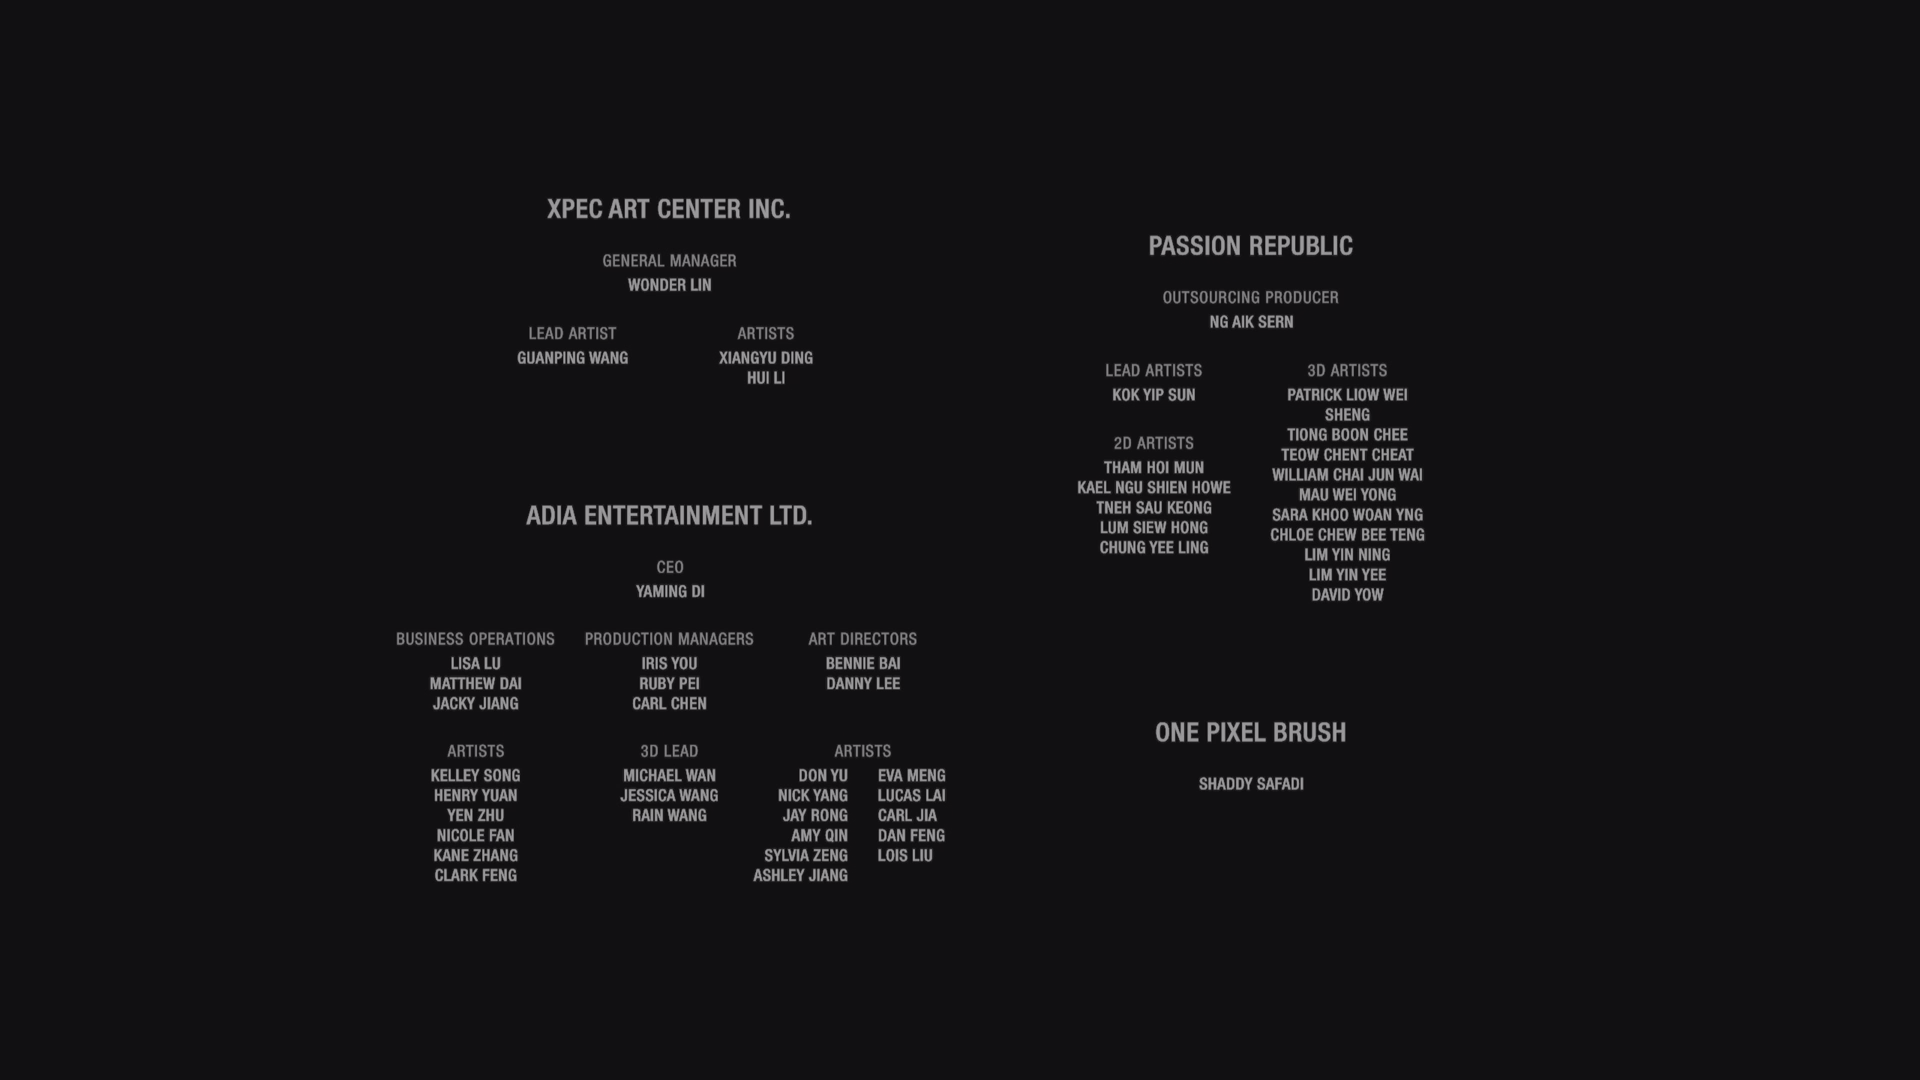 XPEC ART CENTER INC.
GENERAL MANAGER
WONDER LIN
LEAD ARTIST
GUANPING WANG
ARTISTS
XIANGYU DING
HUI LI
ADIA ENTERTAINMENT LTD.
CEO
YAMING DI
BUSINESS OPERATIONS
LISA LU
MATTHEW DAI
JACKY JIANG
PRODUCTION MANAGERS
IRIS YOU
RUBY PEI
CARL CHEN
ART DIRECTORS
BENNIE BAI
DANNY LEE
ARTISTS
KELLEY SONG
HENRY YUAN
YEN ZHU
NICOLE FAN
KANE ZHANG
CLARK FENG
3D LEAD
MICHAEL WAN
JESSICA WANG
RAIN WANG
ARTISTS
DON YU
NICK YANG
JAY RONG
AMY QIN
SYLVIA ZENG
ASHLEY JIANG
EVA MENG
LUCAS LAI
CARL JIA
DAN FENG
LOIS LIU
PASSION REPUBLIC
OUTSOURCING PRODUCER
NG AIK SERN
LEAD ARTISTS
KOK YIP SUN
2D ARTISTS
THAM HOI MUN
KAEL NGU SHIEN HOWE
TNEH SAU KEONG
LUM SIEW HONG
CHUNG YEE LING
3D ARTISTS
PATRICK LIOW WEI
SHENG
TIONG BOON CHEE
TEOW CHENT CHEAT
WILLIAM CHAI JUN WAI
MAU WEI YONG
SARA KHOO WOAN YNG
CHLOE CHEW BEE TENG
LIM YIN NING
LIM YIN YEE
DAVID YOW
ONE PIXEL BRUSH
SHADDY SAFADI